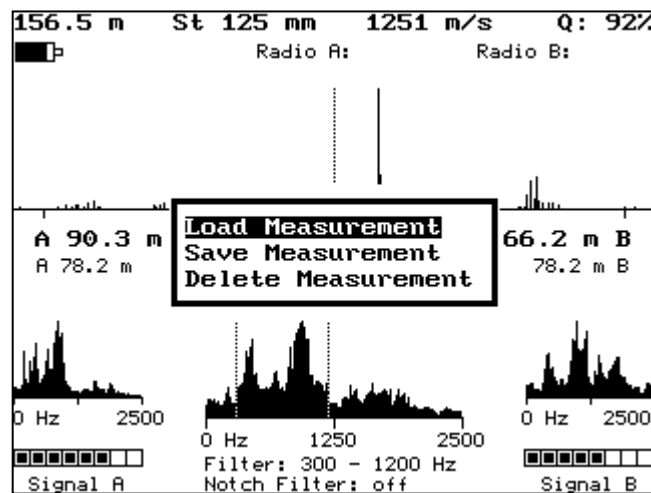 156.5 m St 125 mm 1251 m/s Q: 92%
Radio A: Radio B:
Load Measurement
Save Measurement
Delete Measurement
A 90.3 m 66.2 m B
A 78.2 m 78.2 m B
0 Hz 2500 0 Hz 1250 2500 0 Hz 2500
Filter: 300 - 1200 Hz
Signal A Notch Filter: off Signal B